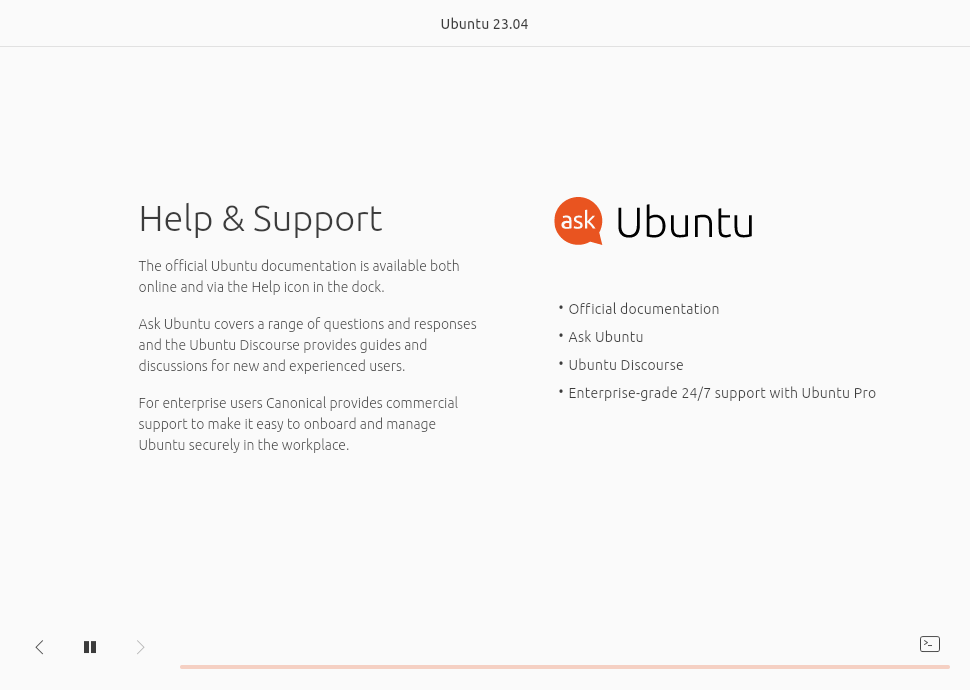 Ubuntu 23.04
Help & Support
The official Ubuntu documentation is available both
online and via the Help icon in the dock.
Ask Ubuntu covers a range of questions and responses
and the Ubuntu Discourse provides guides and
discussions for new and experienced users.
For enterprise users Canonical provides commercial
support to make it easy to onboard and manage
Ubuntu securely in the workplace.
ask Ubuntu
• Official documentation
• Ask Ubuntu
• Ubuntu Discourse
• Enterprise-grade 24/7 support with Ubuntu Pro